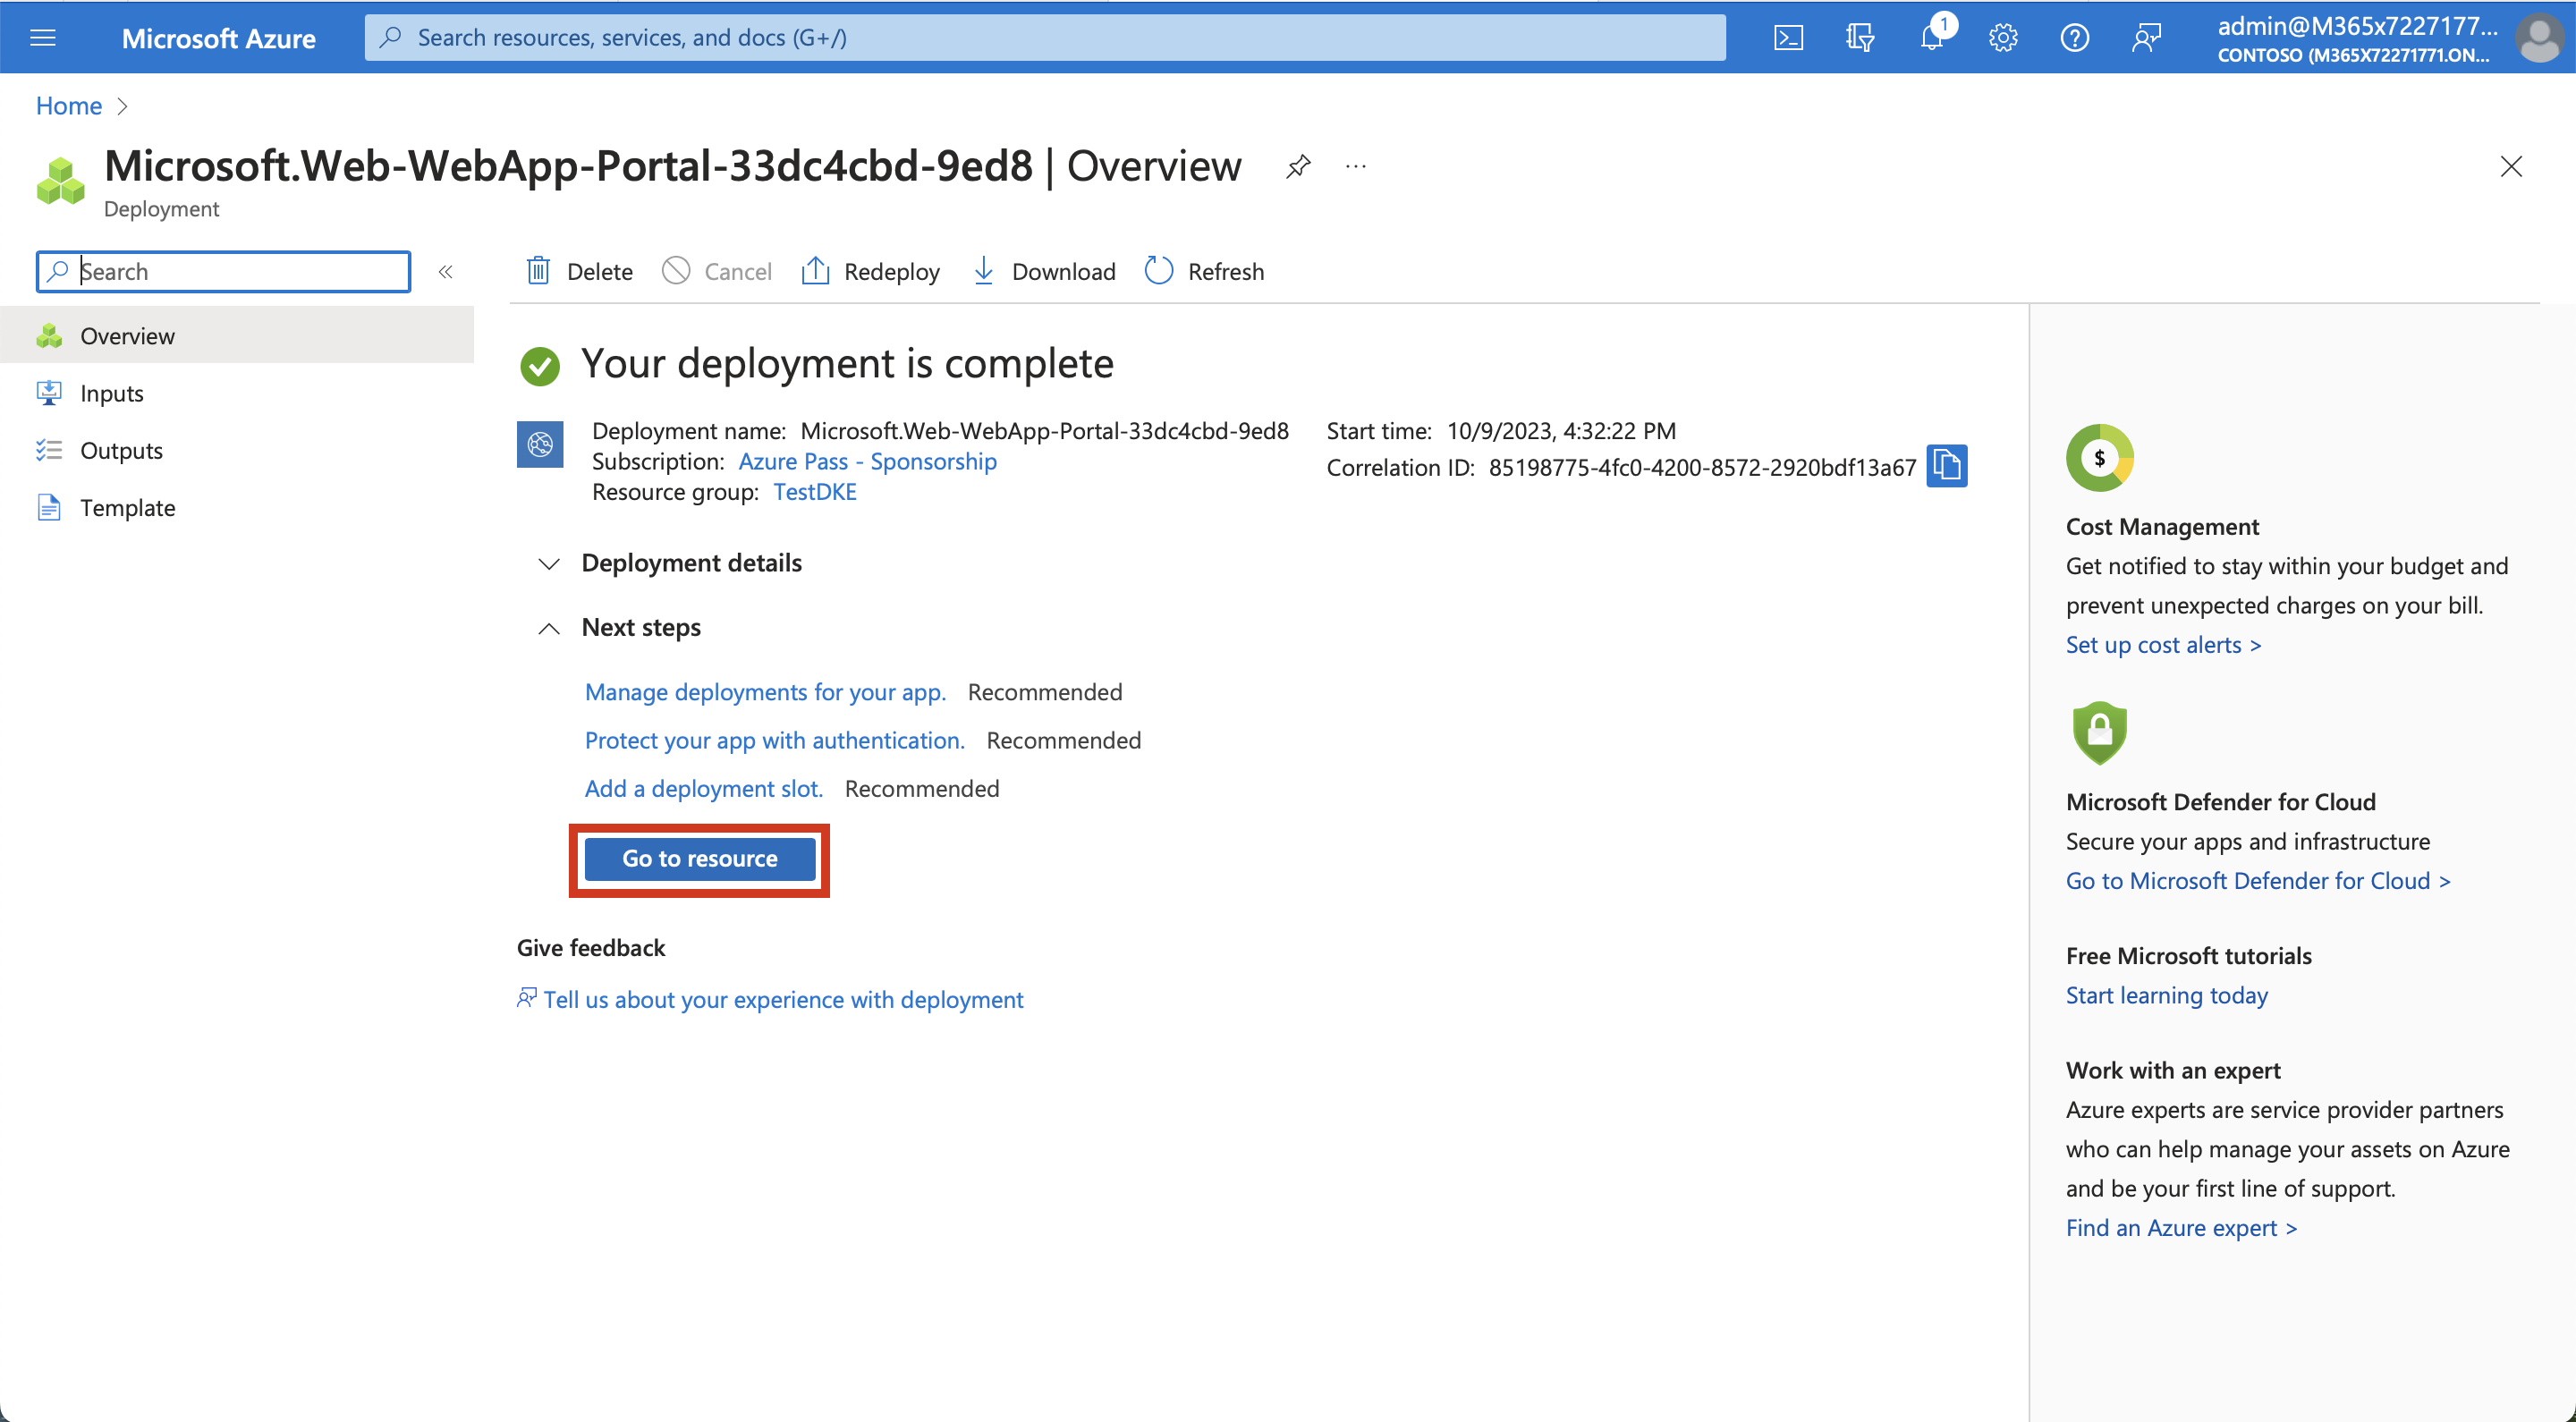 Microsoft Azure
Search resources, services, and docs (G+/)
1
admin@M365x7227177...
CONTOSO (M365X72271771.ON...
Home
Microsoft.Web-WebApp-Portal-33dc4cbd-9ed8 | Overview
...
Deployment
Search
«
Delete
Cancel
Redeploy
Download
Refresh
Overview
Inputs
Outputs
Template
Your deployment is complete
Deployment name: Microsoft.Web-WebApp-Portal-33dc4cbd-9ed8
Subscription: Azure Pass - Sponsorship
Resource group: TestDKE
Start time: 10/9/2023, 4:32:22 PM
Correlation ID: 85198775-4fc0-4200-8572-2920bdf13a67
Deployment details
Next steps
Manage deployments for your app. Recommended
Protect your app with authentication. Recommended
Add a deployment slot. Recommended
Go to resource
Give feedback
Tell us about your experience with deployment
$
Cost Management
Get notified to stay within your budget and
prevent unexpected charges on your bill.
Set up cost alerts >
Microsoft Defender for Cloud
Secure your apps and infrastructure
Go to Microsoft Defender for Cloud >
Free Microsoft tutorials
Start learning today
Work with an expert
Azure experts are service provider partners
who can help manage your assets on Azure
and be your first line of support.
Find an Azure expert >